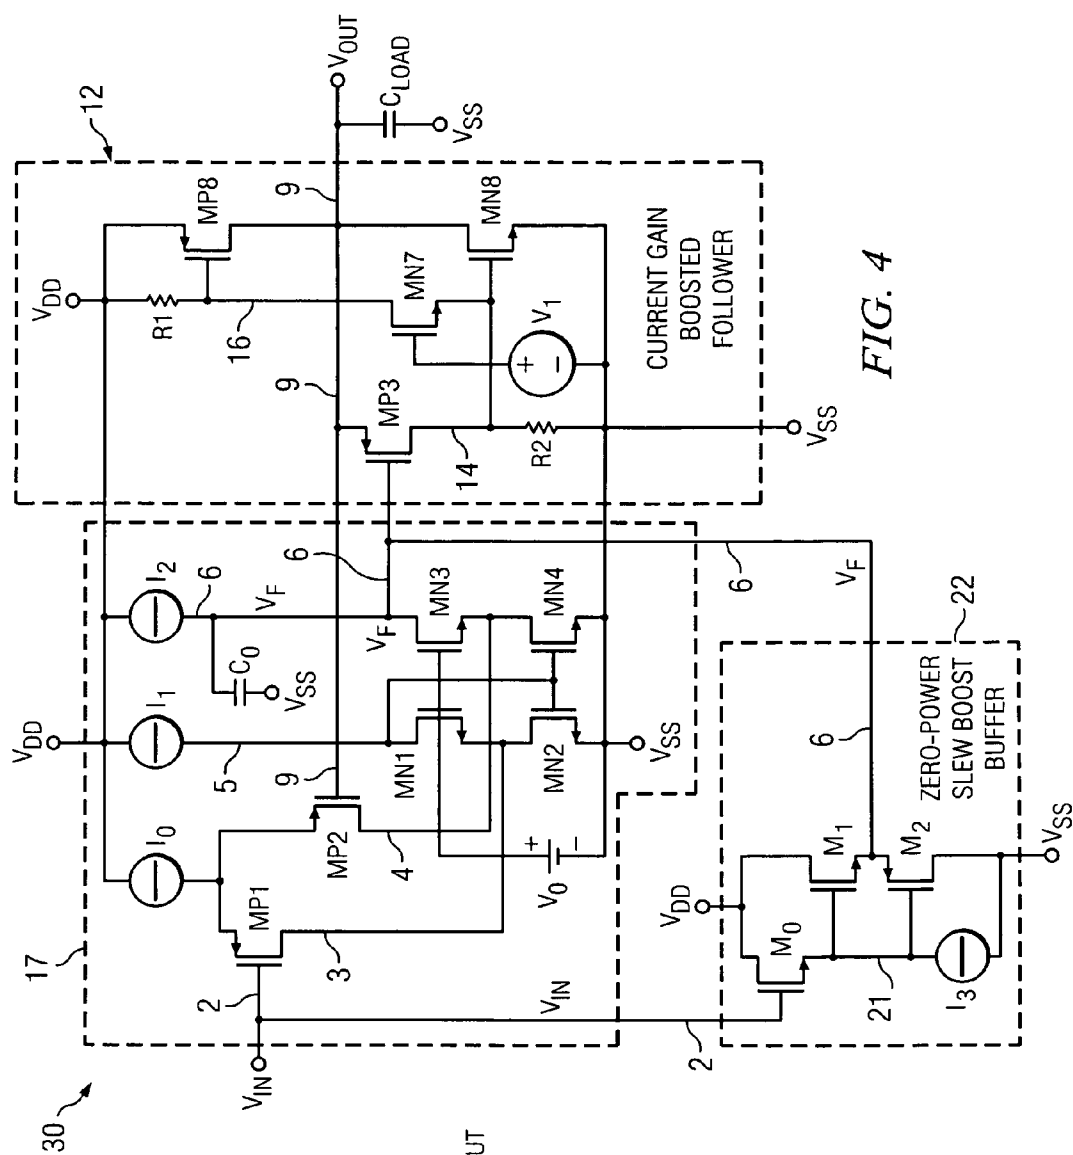 30
17
12
VDD
VDD
I0
I1
I2
6
VF
C0
VSS
5
R1
MP8
16
VOUT
CLOAD
VSS
9
9
9
MP1
MP2
2
VIN
3
4
6
VF
MN3
MN1
MN4
MN2
V0
+
-
VSS
MP3
14
MN7
MN8
V1
+
-
R2
CURRENT GAIN
BOOSTED
FOLLOWER
VSS
VIN
2
6
VF
6
22
ZERO-POWER
SLEW BOOST
BUFFER
VDD
M0
M1
M2
21
I3
VSS
UT
FIG. 4